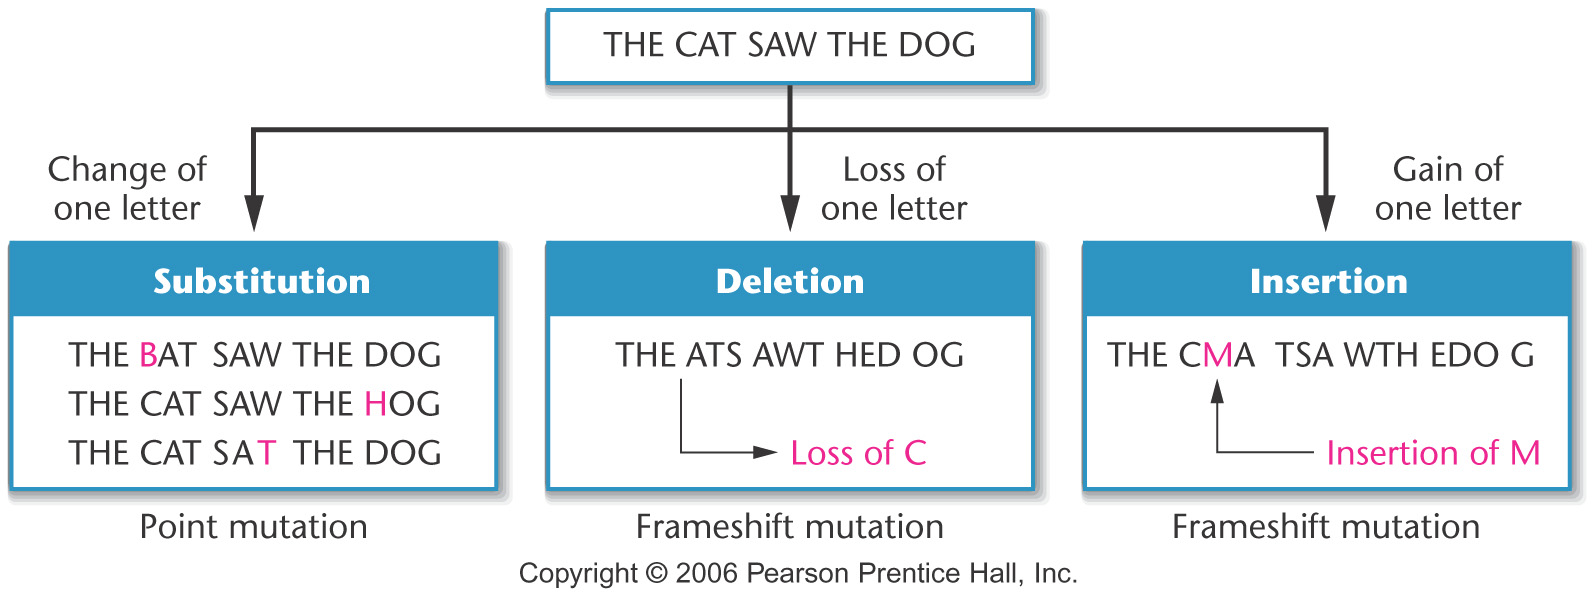 THE CAT SAW THE DOG
Change of
one letter
Loss of
one letter
Gain of
one letter
Substitution
THE BAT SAW THE DOG
THE CAT SAW THE HOG
THE CAT SAT THE DOG
Point mutation
Deletion
THE ATS AWT HED OG
Loss of C
Frameshift mutation
Insertion
THE CMA TSA WTH EDO G
Insertion of M
Frameshift mutation
Copyright © 2006 Pearson Prentice Hall, Inc.